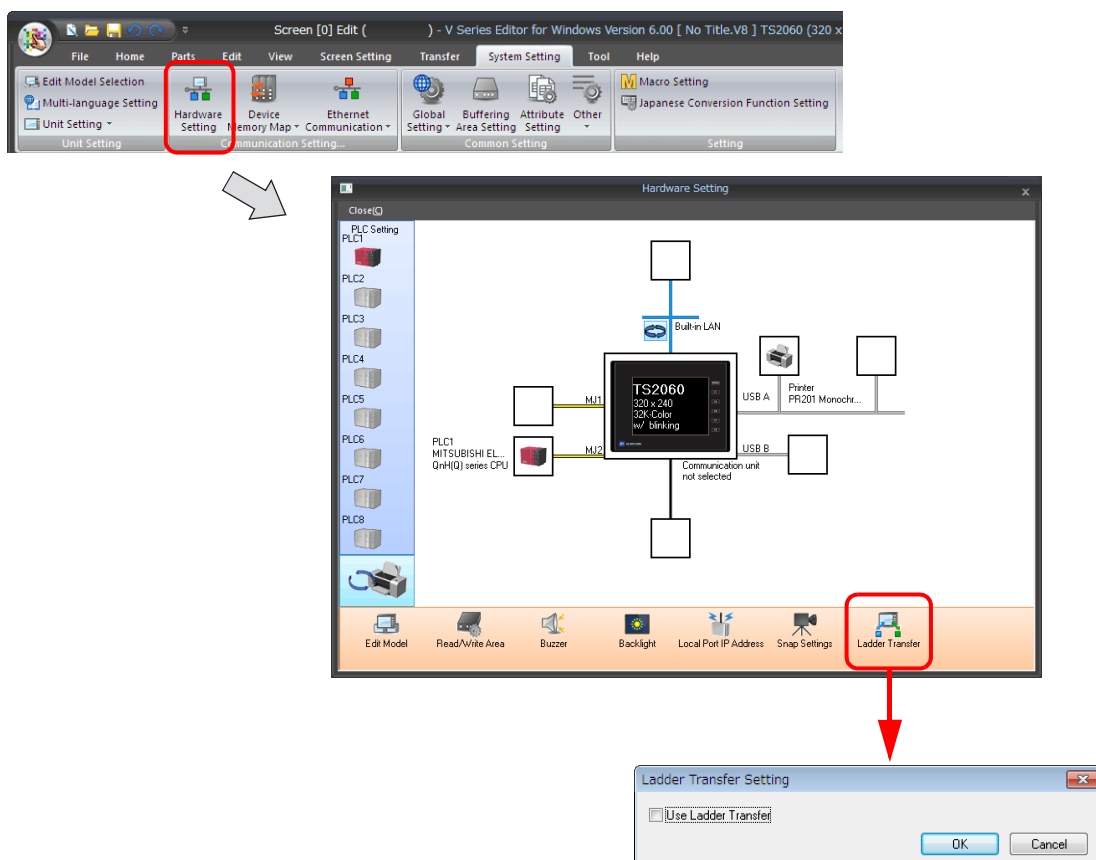 Screen [0] Edit ( ) - V Series Editor for Windows Version 6.00 [ No Title.V8 ] TS2060 (320 x
File Home Parts Edit View Screen Setting Transfer System Setting Tool Help
Edit Model Selection
Multi-language Setting
Unit Setting
Unit Setting
Hardware
Setting
Device
Memory Map
Ethernet
Communication
Communication Setting...
Global
Setting
Buffering
Area Setting
Attribute
Setting
Other
Common Setting
Macro Setting
Japanese Conversion Function Setting
Setting
Hardware Setting
Close(C)
PLC Setting
PLC1
PLC2
PLC3
PLC4
PLC5
PLC6
PLC7
PLC8
Built-in LAN
TS2060
320 x 240
32K-Color
w/ blinking
MJ1
MJ2
PLC1
MITSUBISHI EL...
QnH(Q) series CPU
USB A
Printer
PR201 Monochr...
USB B
Communication unit
not selected
Edit Model
Read/Write Area
Buzzer
Backlight
Local Port IP Address
Snap Settings
Ladder Transfer
Ladder Transfer Setting
Use Ladder Transfer
OK Cancel